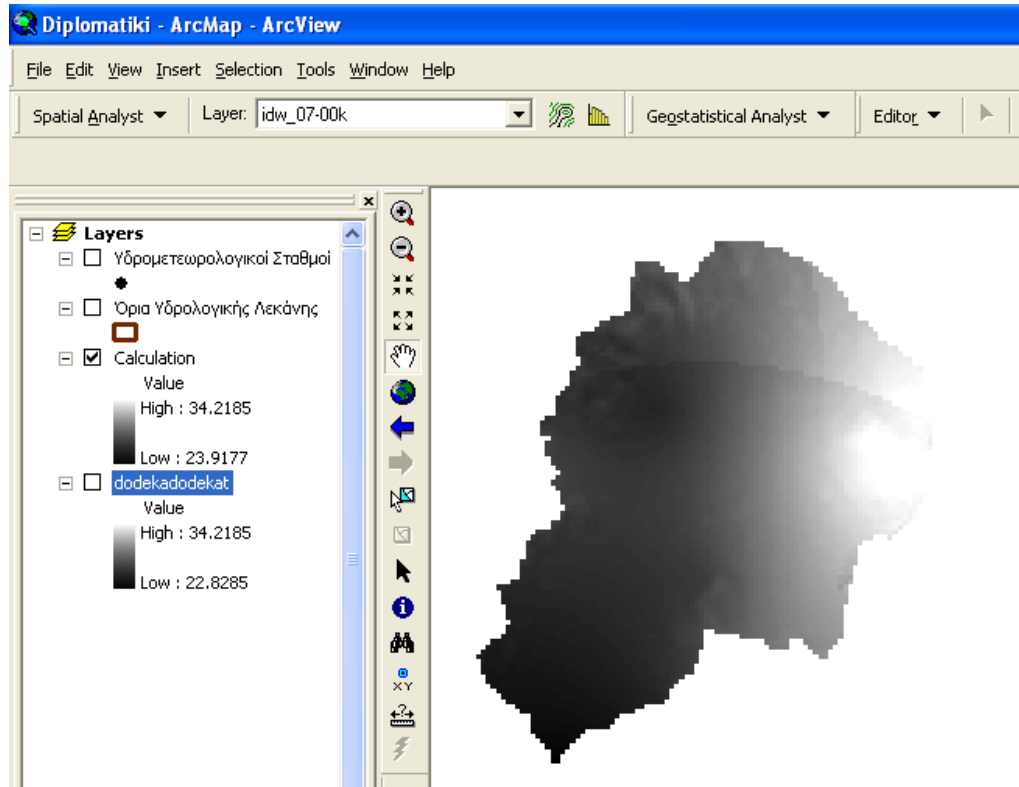 Diplomatiki - ArcMap - ArcView
File Edit View Insert Selection Tools Window Help
Spatial Analyst Layer: idw_07-00k Geostatistical Analyst Editor
Layers
Υδρομετεωρολογικοί Σταθμοί
Όρια Υδρολογικής Λεκάνης
Calculation
Value
High : 34.2185
Low : 23.9177
dodekadodekat
Value
High : 34.2185
Low : 22.8285
XY